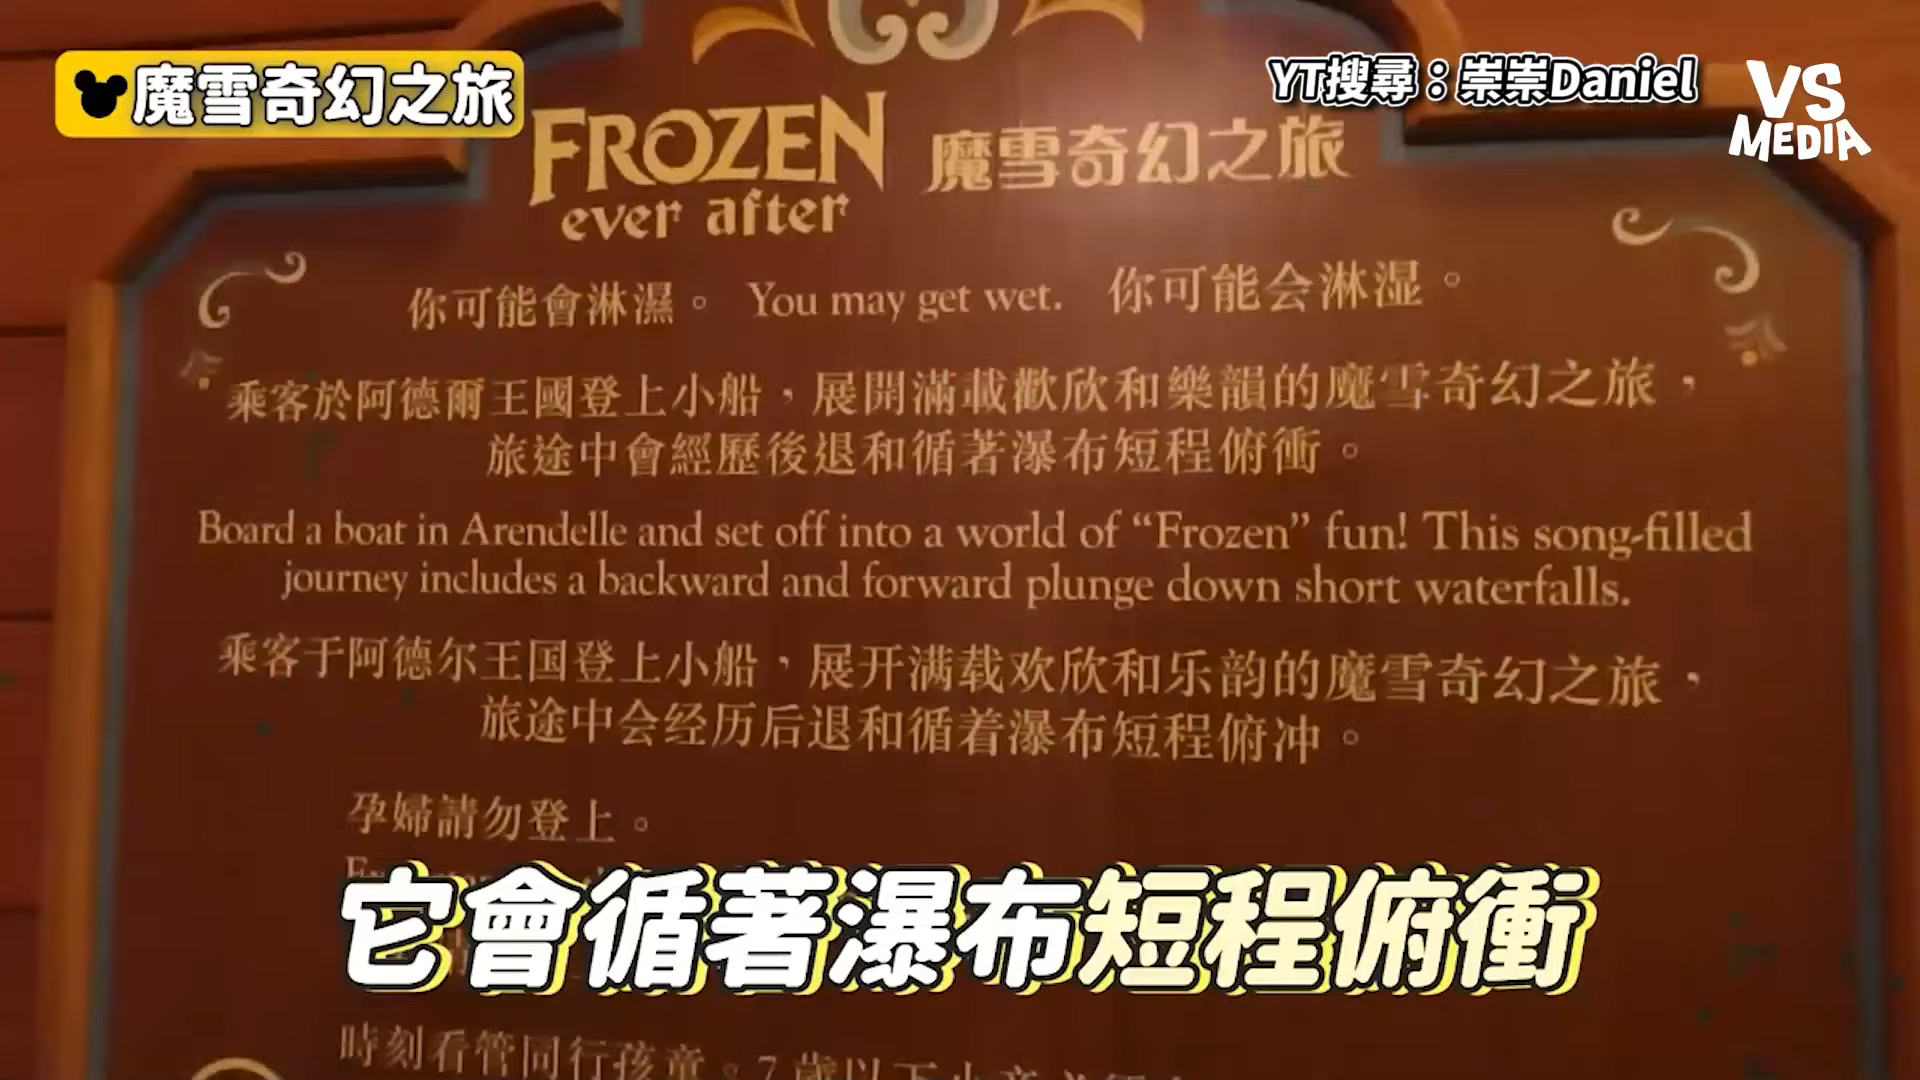 魔雪奇幻之旅
YT搜尋：崇崇Daniel
VS
MEDIA
FROZEN
ever after
魔雪奇幻之旅
你可能會淋濕。 You may get wet. 你可能会淋湿。
乘客於阿德爾王國登上小船，展開滿載歡欣和樂韻的魔雪奇幻之旅，
旅途中會經歷後退和循著瀑布短程俯衝。
Board a boat in Arendelle and set off into a world of “Frozen” fun! This song-filled
journey includes a backward and forward plunge down short waterfalls.
乘客于阿德尔王国登上小船，展开满载欢欣和乐韵的魔雪奇幻之旅，
旅途中会经历后退和循着瀑布短程俯冲。
孕婦請勿登上。
它會循著瀑布短程俯衝
時刻看管同行孩童。7歲以下